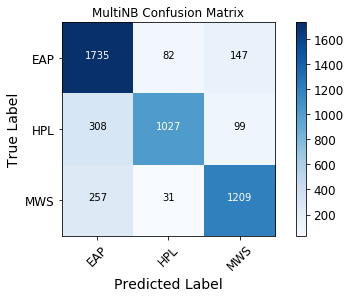 MultiNB Confusion Matrix
True Label
EAP 1735 82 147
HPL 308 1027 99
MWS 257 31 1209
EAP HPL MWS
Predicted Label
1600
1400
1200
1000
800
600
400
200